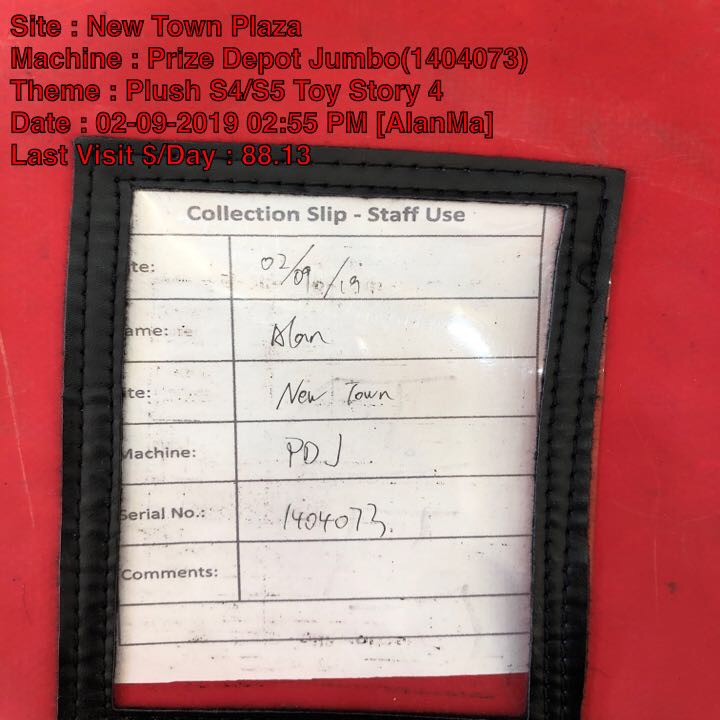 Site : New Town Plaza
Machine : Prize Depot Jumbo(1404073)
Theme : Plush S4/S5 Toy Story 4
Date : 02-09-2019 02:55 PM [AlanMa]
Last Visit $/Day : 88.13
Collection Slip - Staff Use
te: 02/09/19
ame: Alan
te: New Town
Machine: PDJ
Serial No.: 1404073.
Comments: